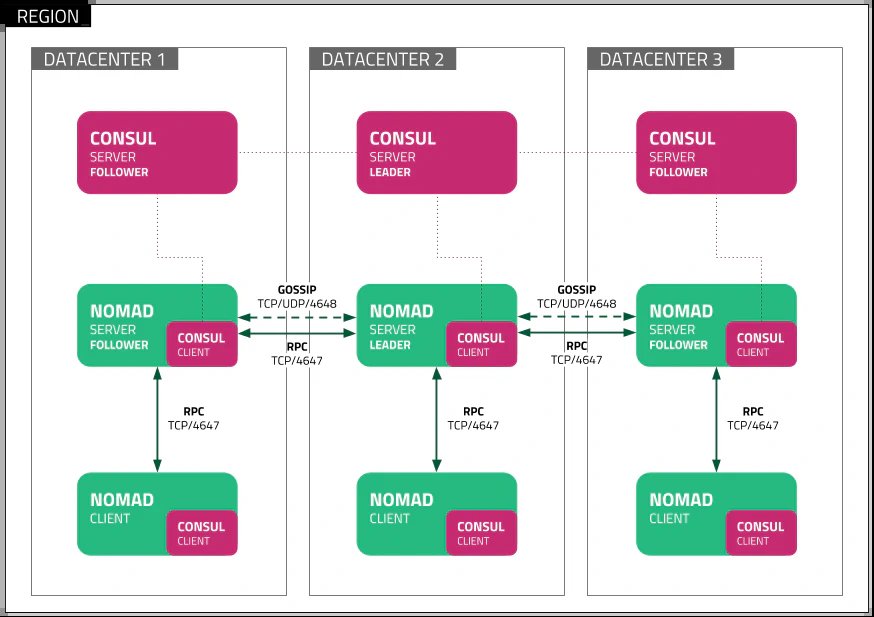 REGION
DATACENTER 1
DATACENTER 2
DATACENTER 3
CONSUL
SERVER
FOLLOWER
CONSUL
SERVER
LEADER
CONSUL
SERVER
FOLLOWER
NOMAD
SERVER
FOLLOWER
CONSUL
CLIENT
GOSSIP
TCP/UDP/4648
RPC
TCP/4647
NOMAD
SERVER
LEADER
CONSUL
CLIENT
GOSSIP
TCP/UDP/4648
RPC
TCP/4647
NOMAD
SERVER
FOLLOWER
CONSUL
CLIENT
RPC
TCP/4647
RPC
TCP/4647
RPC
TCP/4647
NOMAD
CLIENT
CONSUL
CLIENT
NOMAD
CLIENT
CONSUL
CLIENT
NOMAD
CLIENT
CONSUL
CLIENT